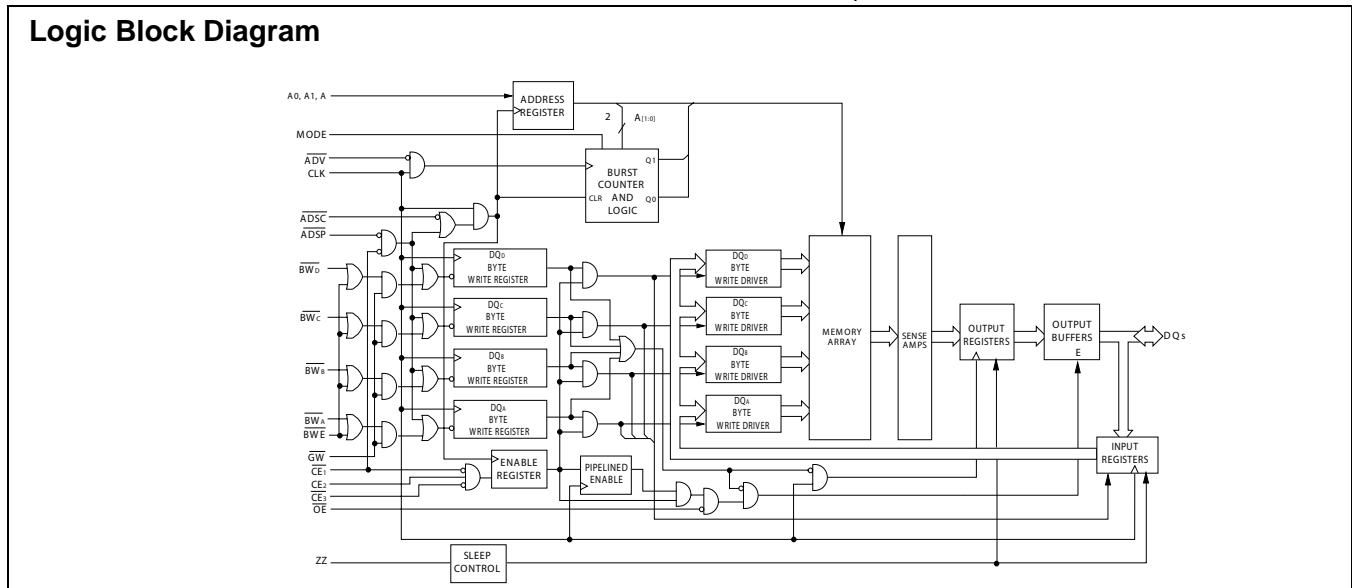 Logic Block Diagram
A0, A1, A
ADDRESS
REGISTER
2
A[1:0]
MODE
ADV
CLK
BURST
COUNTER
AND
LOGIC
CLR
Q1
Q0
ADSC
ADSP
BWD
DQD
BYTE
WRITE REGISTER
DQD
BYTE
WRITE DRIVER
BWC
DQC
BYTE
WRITE REGISTER
DQC
BYTE
WRITE DRIVER
BWB
DQB
BYTE
WRITE REGISTER
DQB
BYTE
WRITE DRIVER
BWA
BWE
DQA
BYTE
WRITE REGISTER
DQA
BYTE
WRITE DRIVER
MEMORY
ARRAY
SENSE
AMPS
OUTPUT
REGISTERS
OUTPUT
BUFFERS
E
DQs
INPUT
REGISTERS
GW
CE1
CE2
CE3
OE
ENABLE
REGISTER
PIPELINED
ENABLE
ZZ
SLEEP
CONTROL